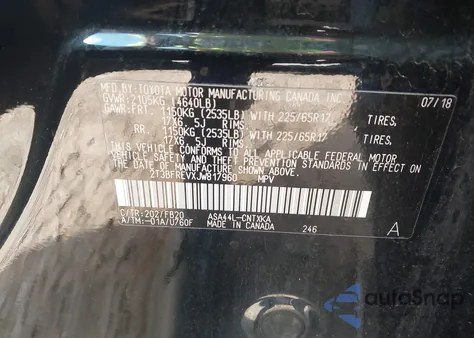 MFD.BY:TOYOTA MOTOR MANUFACTURING CANADA INC. 07/18
GVWR:2105KG (4640LB)
GAWR:FRT. 1150KG (2535LB) WITH 225/65R17 TIRES,
17X6.5J RIMS
RR. 1150KG (2535LB) WITH 225/65R17 TIRES,
17X6.5J RIMS
THIS VEHICLE CONFORMS TO ALL APPLICABLE FEDERAL MOTOR
VEHICLE SAFETY AND BUMPER STANDARDS IN EFFECT ON
THE DATE OF MANUFACTURE SHOWN ABOVE.
2T3BFREVXJW817960 MPV
C/TR:202/FB20 ASA44L-CNTXKA
A/TM:-01A/U760F MADE IN CANADA 246 A
autoSnap